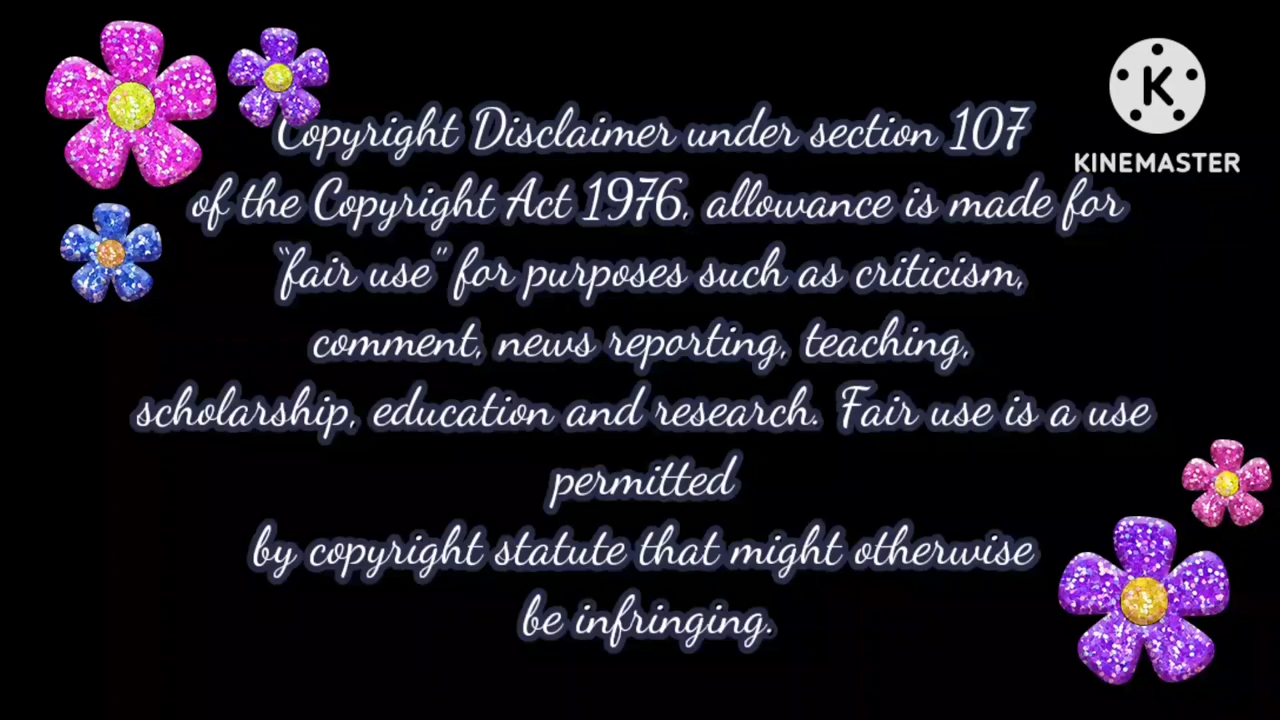 Copyright Disclaimer under section 107
of the Copyright Act 1976, allowance is made for
“fair use” for purposes such as criticism,
comment, news reporting, teaching,
scholarship, education and research. Fair use is a use
permitted
by copyright statute that might otherwise
be infringing.
K
KINEMASTER